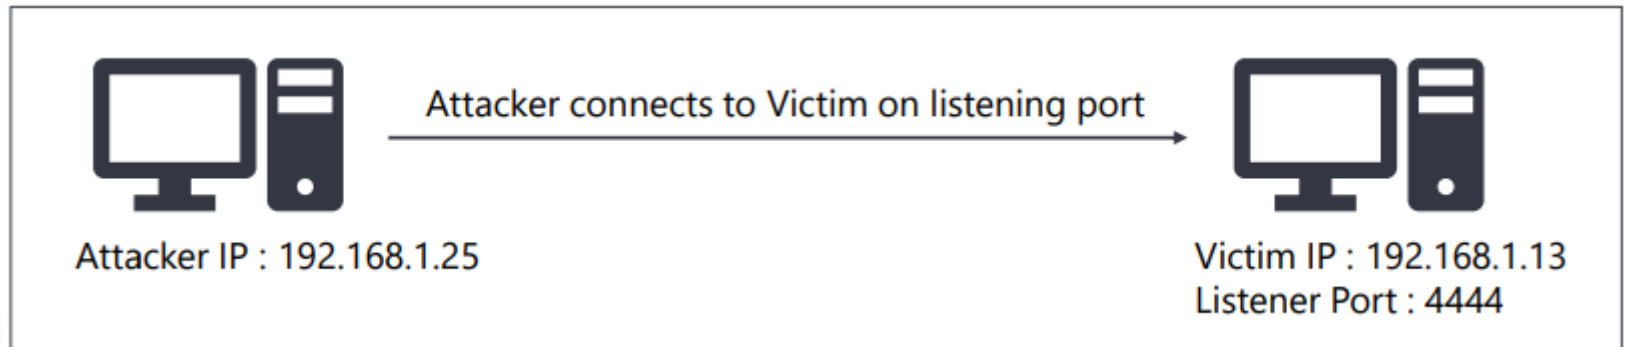 Attacker connects to Victim on listening port
Attacker IP : 192.168.1.25
Victim IP : 192.168.1.13
Listener Port : 4444